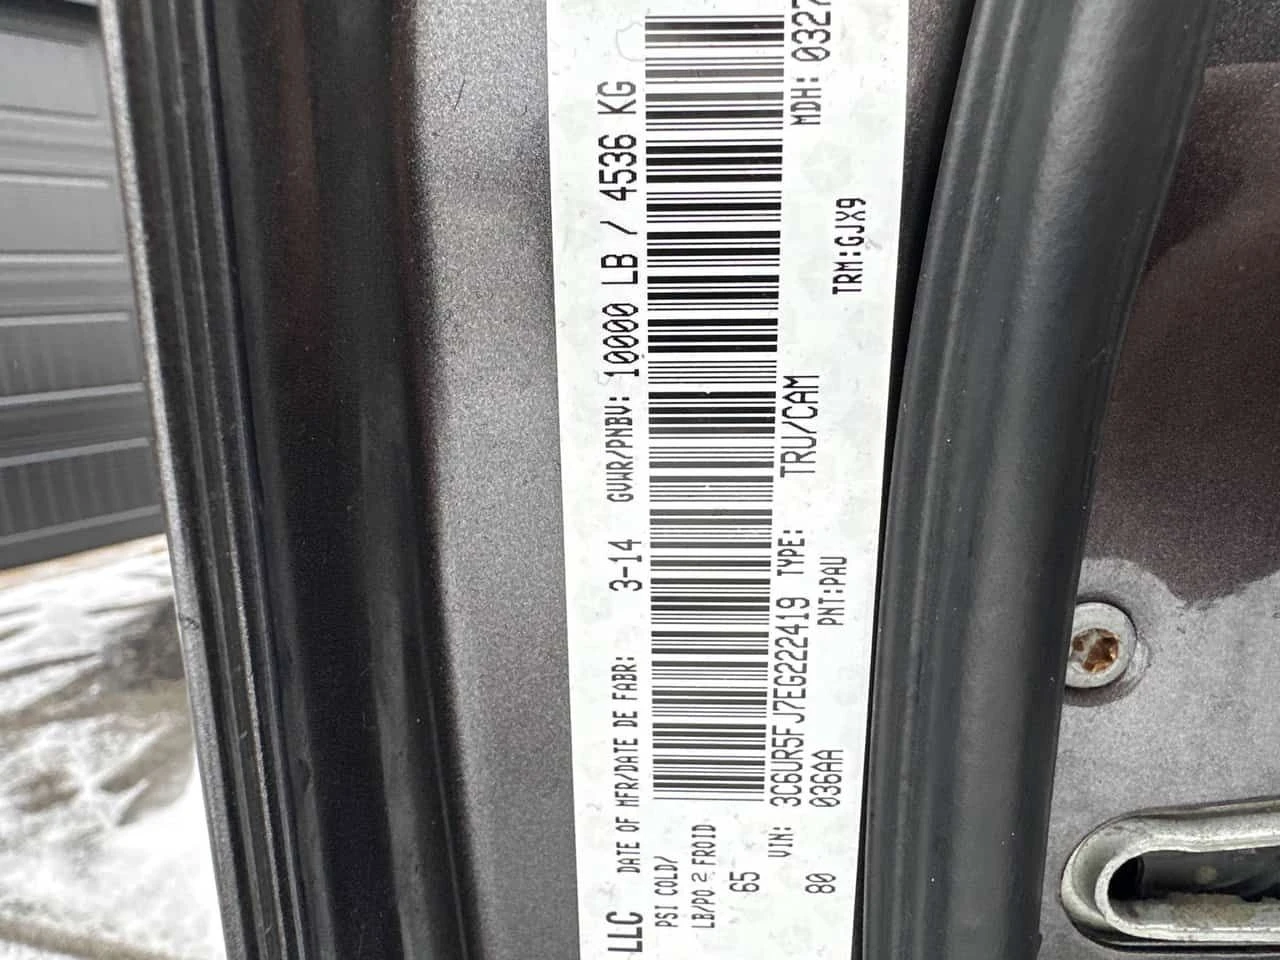 LLC DATE OF MFR/DATE DE FABR: 3-14 GVWR/PNBV: 10000 LB / 4536 KG
PSI COLD/
LB/PO 2 FROID
65
VIN: 3C6UR5FJ7EG222419 TYPE: TRU/CAM MDH: 0327
80 036AA PNT:PAU TRM:GJX9